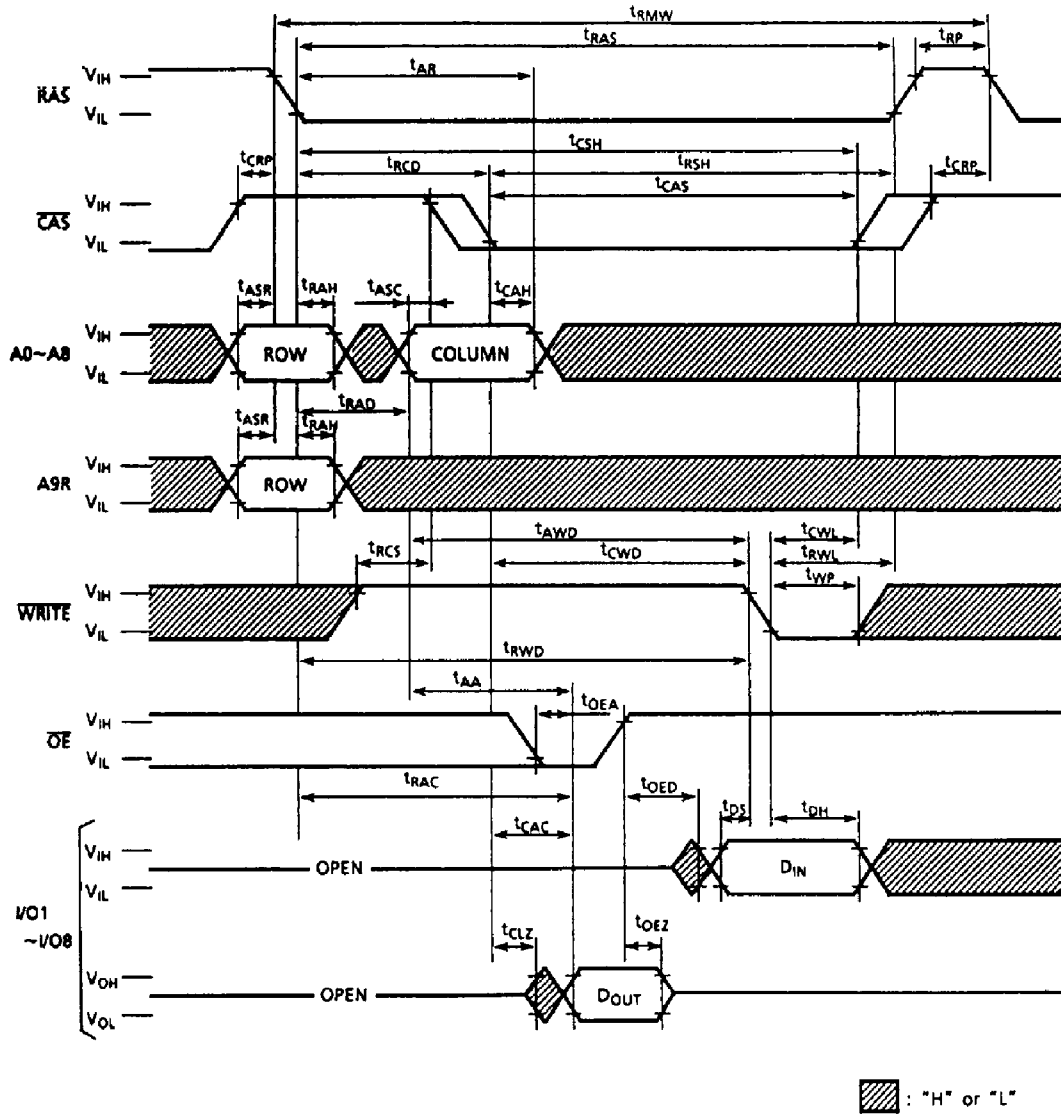 tRMW
tRAS
tRP
tAR
RAS
VIH
VIL
tCSH
tCRP
tRCD
tRSH
tCRP
tCAS
CAS
VIH
VIL
tASR
tRAH
tASC
tCAH
A0~A8
VIH
VIL
ROW
COLUMN
tRAD
tASR
tRAH
A9R
VIH
VIL
ROW
tAWD
tCWL
tRCS
tCWD
tRWL
tWP
WRITE
VIH
VIL
tRWD
tAA
tOEA
OE
VIH
VIL
tRAC
tOED
tDS
tDH
tCAC
VIH
VIL
OPEN
DIN
I/O1
~I/O8
tCLZ
tOEZ
VOH
VOL
OPEN
DOUT
: "H" or "L"